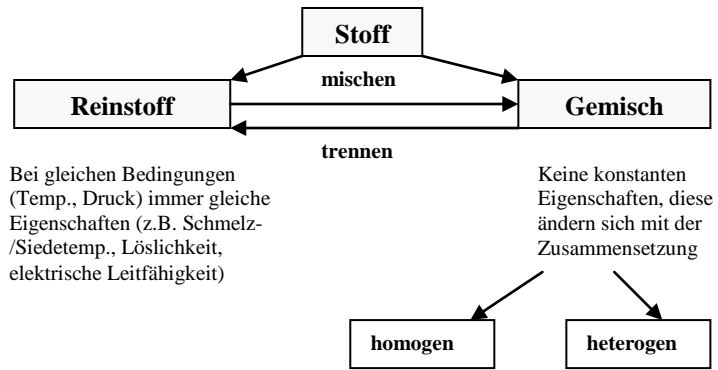 Stoff
mischen
Reinstoff
Gemisch
trennen
Bei gleichen Bedingungen
(Temp., Druck) immer gleiche
Eigenschaften (z.B. Schmelz-
/Siedetemp., Löslichkeit,
elektrische Leitfähigkeit)
Keine konstanten
Eigenschaften, diese
ändern sich mit der
Zusammensetzung
homogen
heterogen